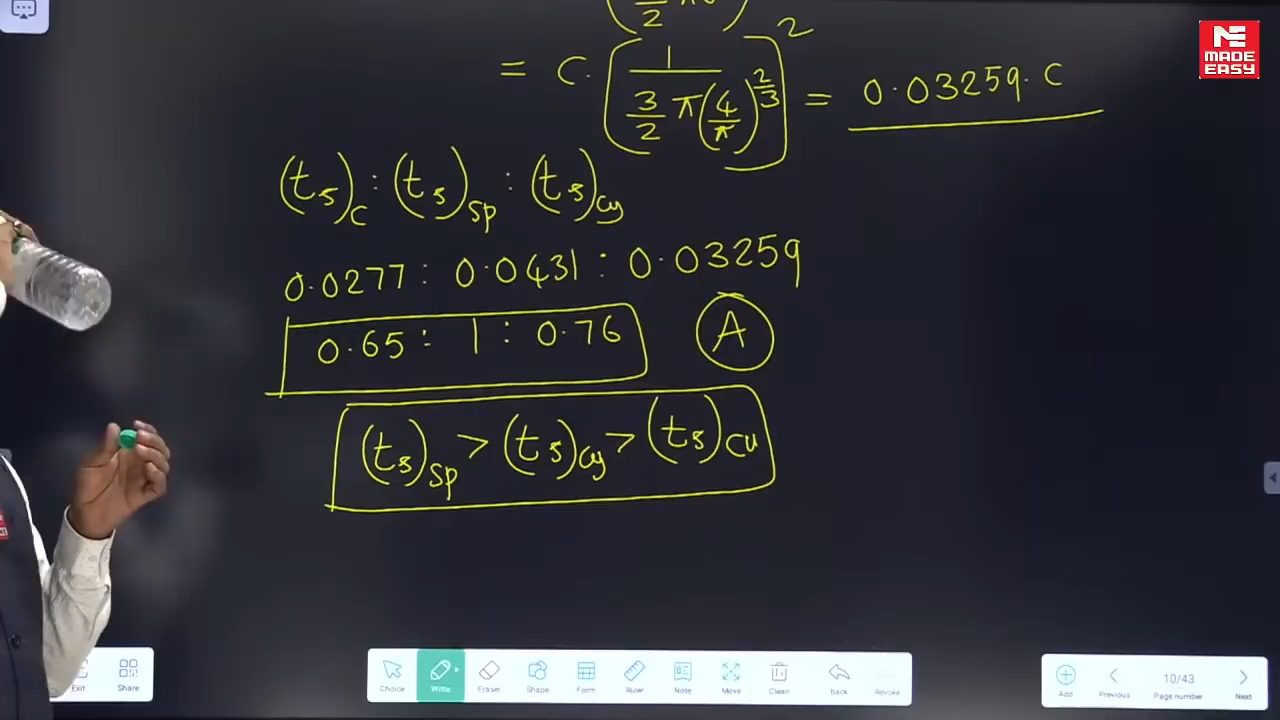 = C. [ 1 / 3/2 π (4/π)^2/3 ]^2 = 0.03259. C
(ts)c : (ts)sp : (ts)cy
0.0277 : 0.0431 : 0.03259
0.65 : 1 : 0.76 A
(ts)sp > (ts)cy > (ts)cu
NE
MADE
EASY
Exit Share Choice Write Eraser Shape Form Ruler Note Move Clean back Revoke Add Previous 10/43 Page number Next